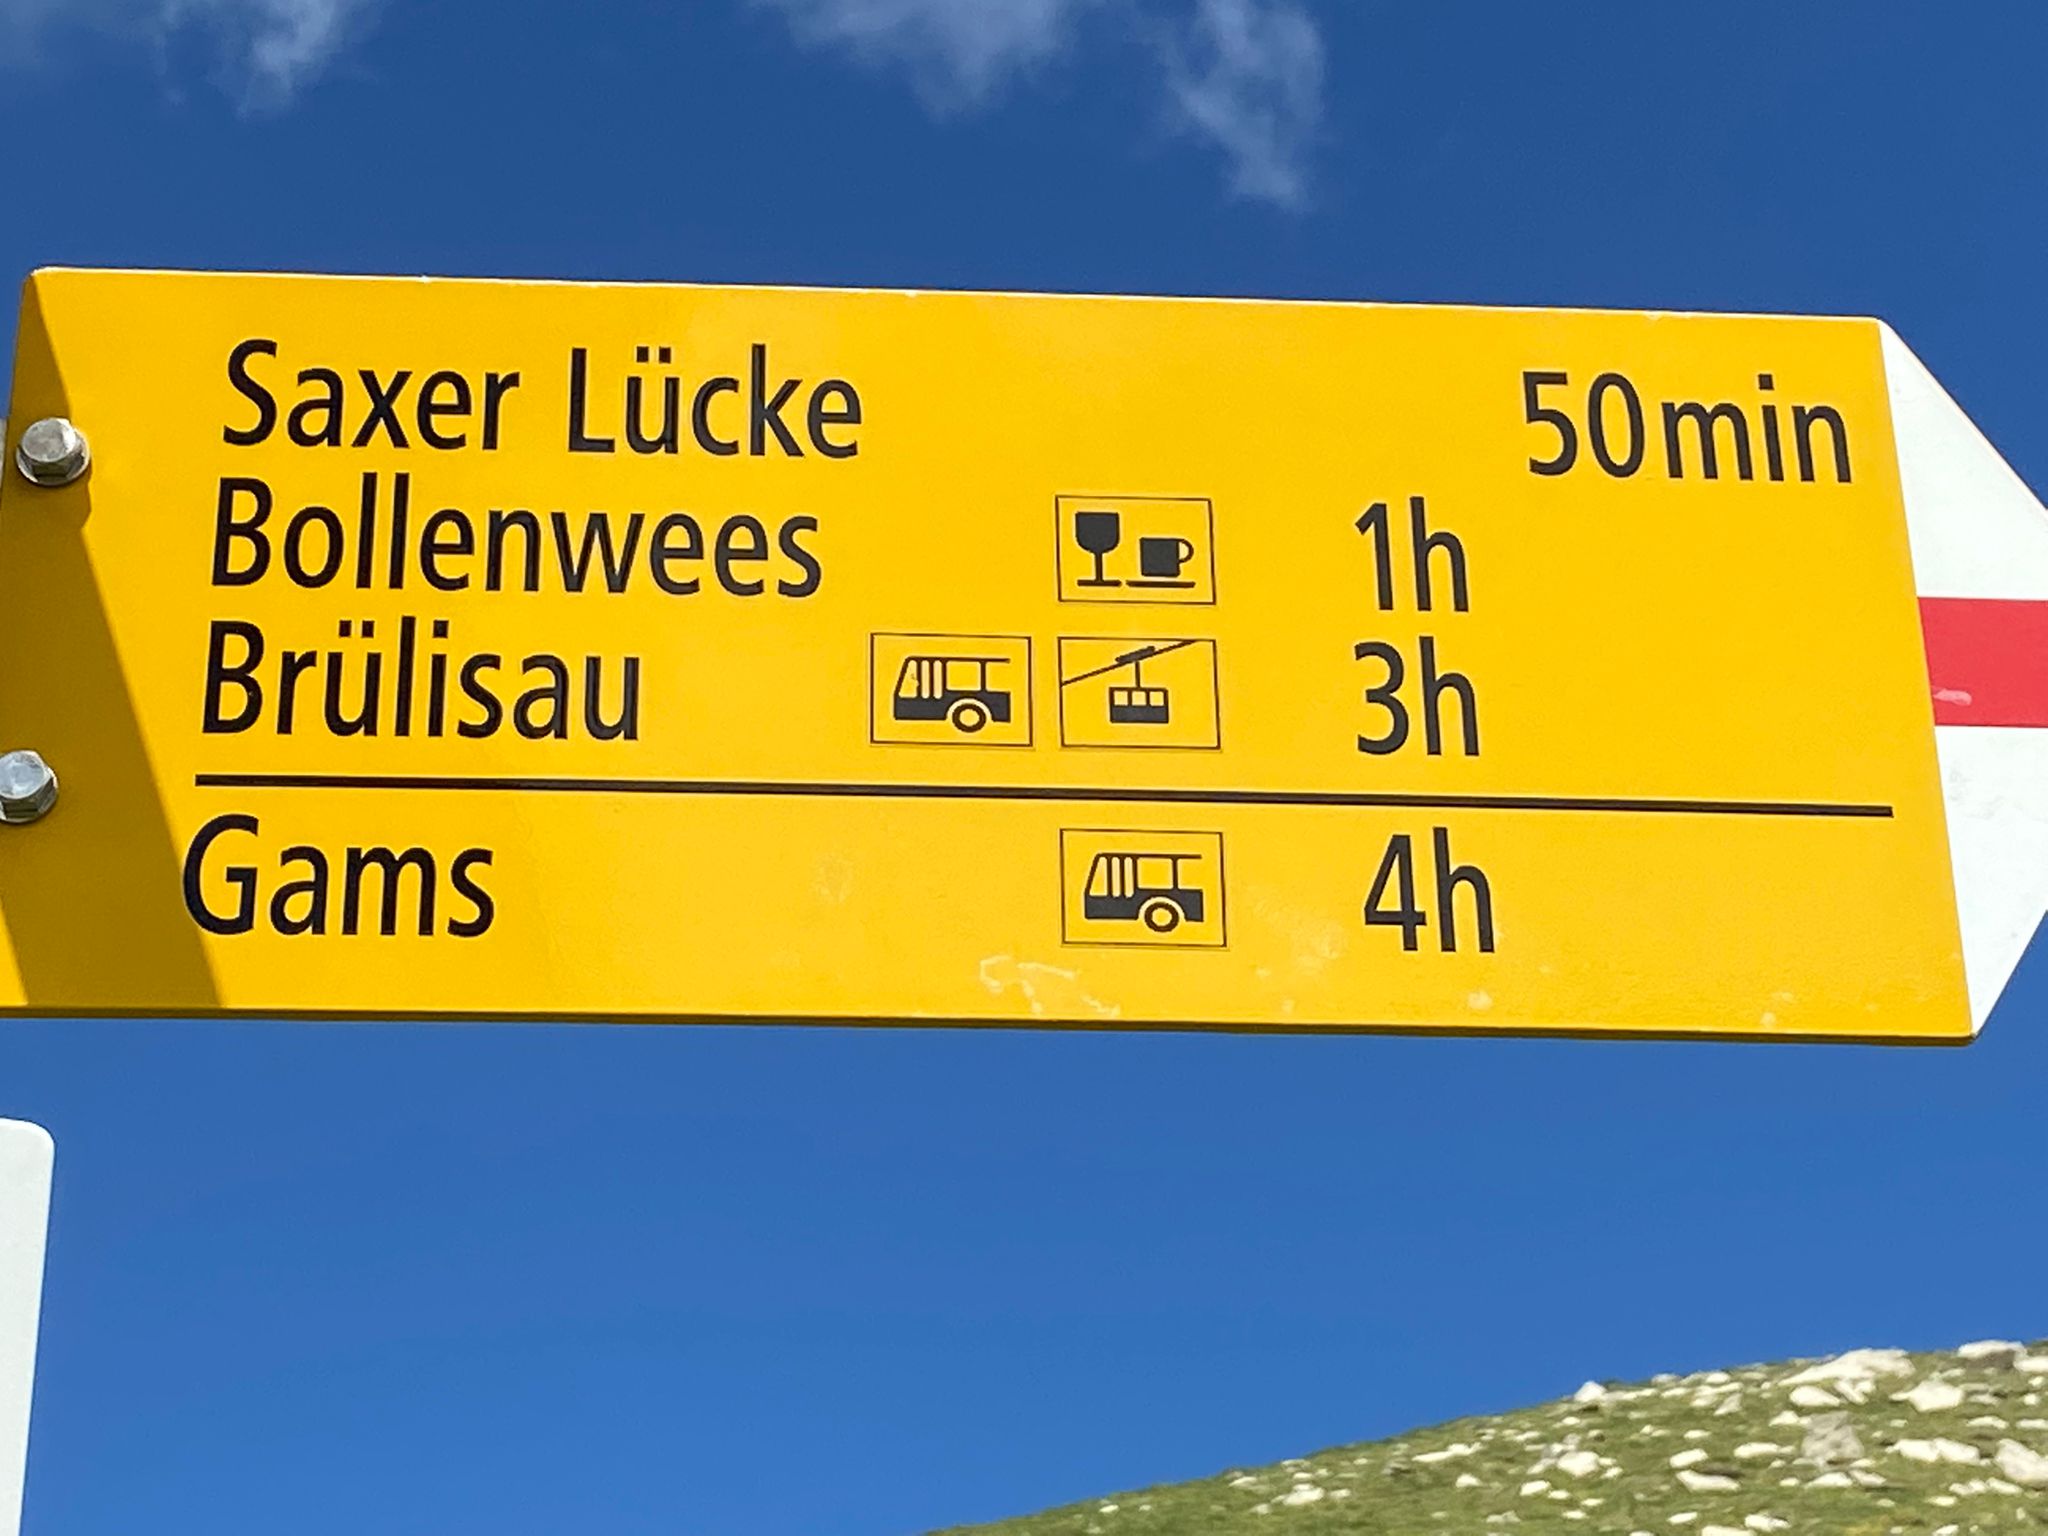 Saxer Lücke 50min
Bollenwees 1h
Brülisau 3h
Gams 4h